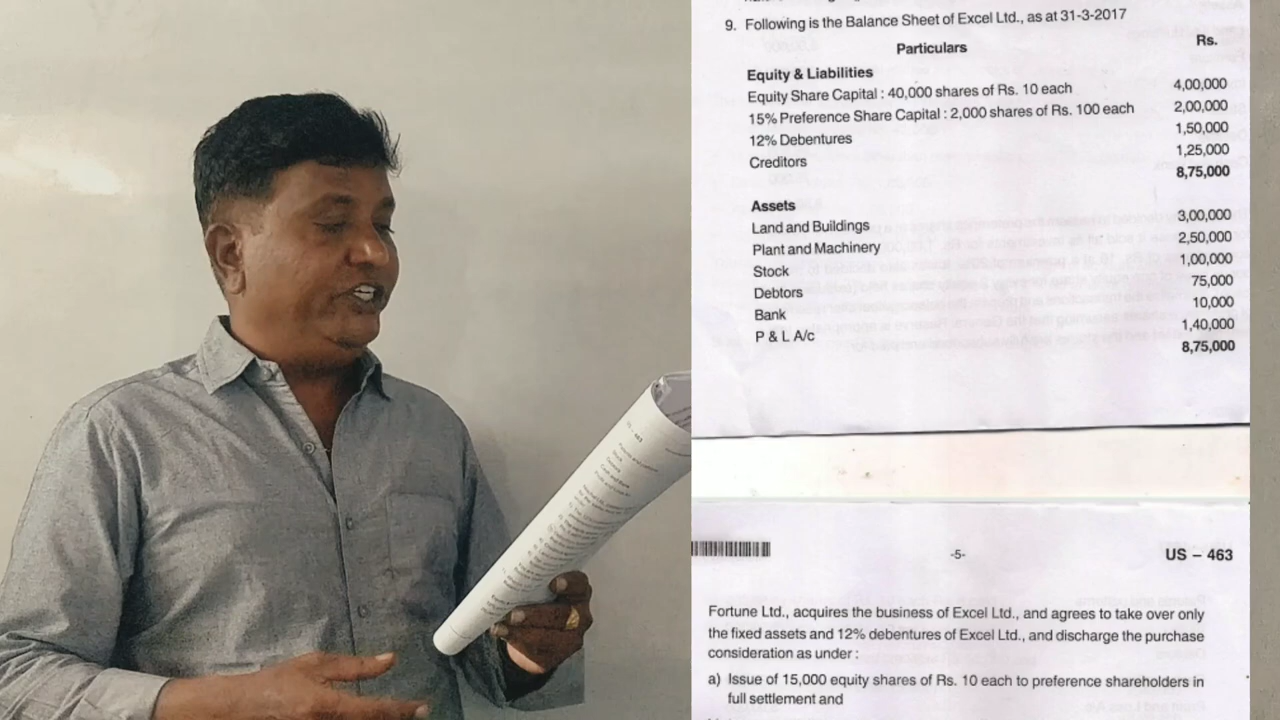 9. Following is the Balance Sheet of Excel Ltd., as at 31-3-2017
Particulars Rs.
Equity & Liabilities
Equity Share Capital : 40,000 shares of Rs. 10 each 4,00,000
15% Preference Share Capital : 2,000 shares of Rs. 100 each 2,00,000
12% Debentures 1,50,000
Creditors 1,25,000
8,75,000
Assets
Land and Buildings 3,00,000
Plant and Machinery 2,50,000
Stock 1,00,000
Debtors 75,000
Bank 10,000
P & L A/c 1,40,000
8,75,000
-5- US – 463
Fortune Ltd., acquires the business of Excel Ltd., and agrees to take over only
the fixed assets and 12% debentures of Excel Ltd., and discharge the purchase
consideration as under :
a) Issue of 15,000 equity shares of Rs. 10 each to preference shareholders in
full settlement and